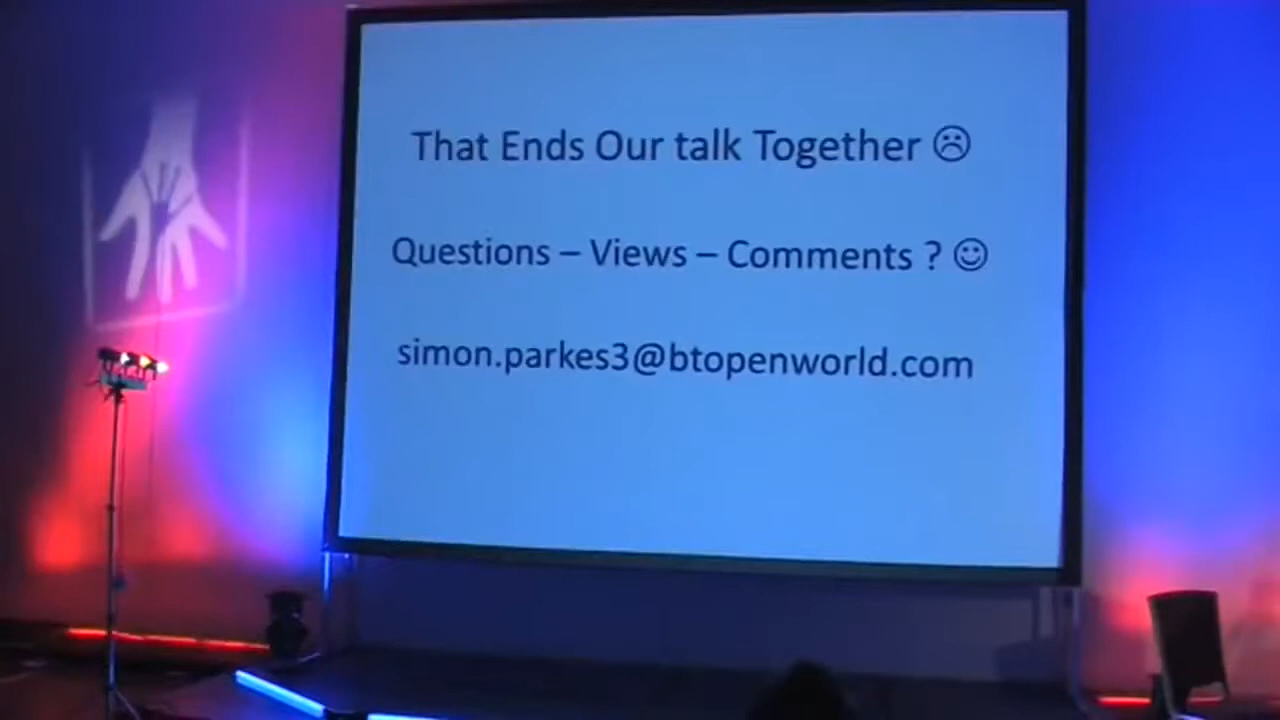 That Ends Our talk Together ☹
Questions – Views – Comments ? ☺
simon.parkes3@btopenworld.com